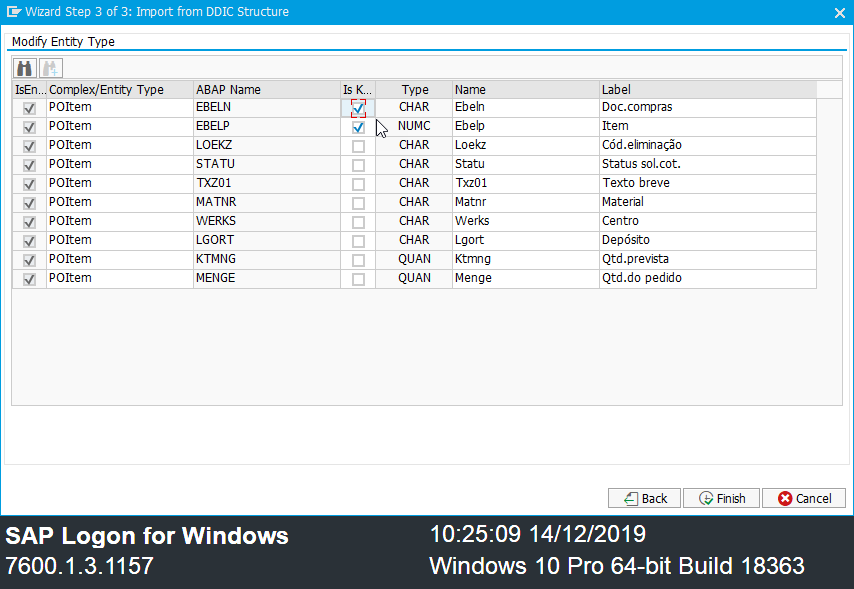 Wizard Step 3 of 3: Import from DDIC Structure
Modify Entity Type
IsEn... Complex/Entity Type ABAP Name Is K... Type Name Label
POItem EBELN CHAR Ebeln Doc.compras
POItem EBELP NUMC Ebelp Item
POItem LOEKZ CHAR Loekz Cód.eliminação
POItem STATU CHAR Statu Status sol.cot.
POItem TXZ01 CHAR Txz01 Texto breve
POItem MATNR CHAR Matnr Material
POItem WERKS CHAR Werks Centro
POItem LGORT CHAR Lgort Depósito
POItem KTMNG QUAN Ktmng Qtd.prevista
POItem MENGE QUAN Menge Qtd.do pedido
Back Finish Cancel
SAP Logon for Windows 10:25:09 14/12/2019
7600.1.3.1157 Windows 10 Pro 64-bit Build 18363